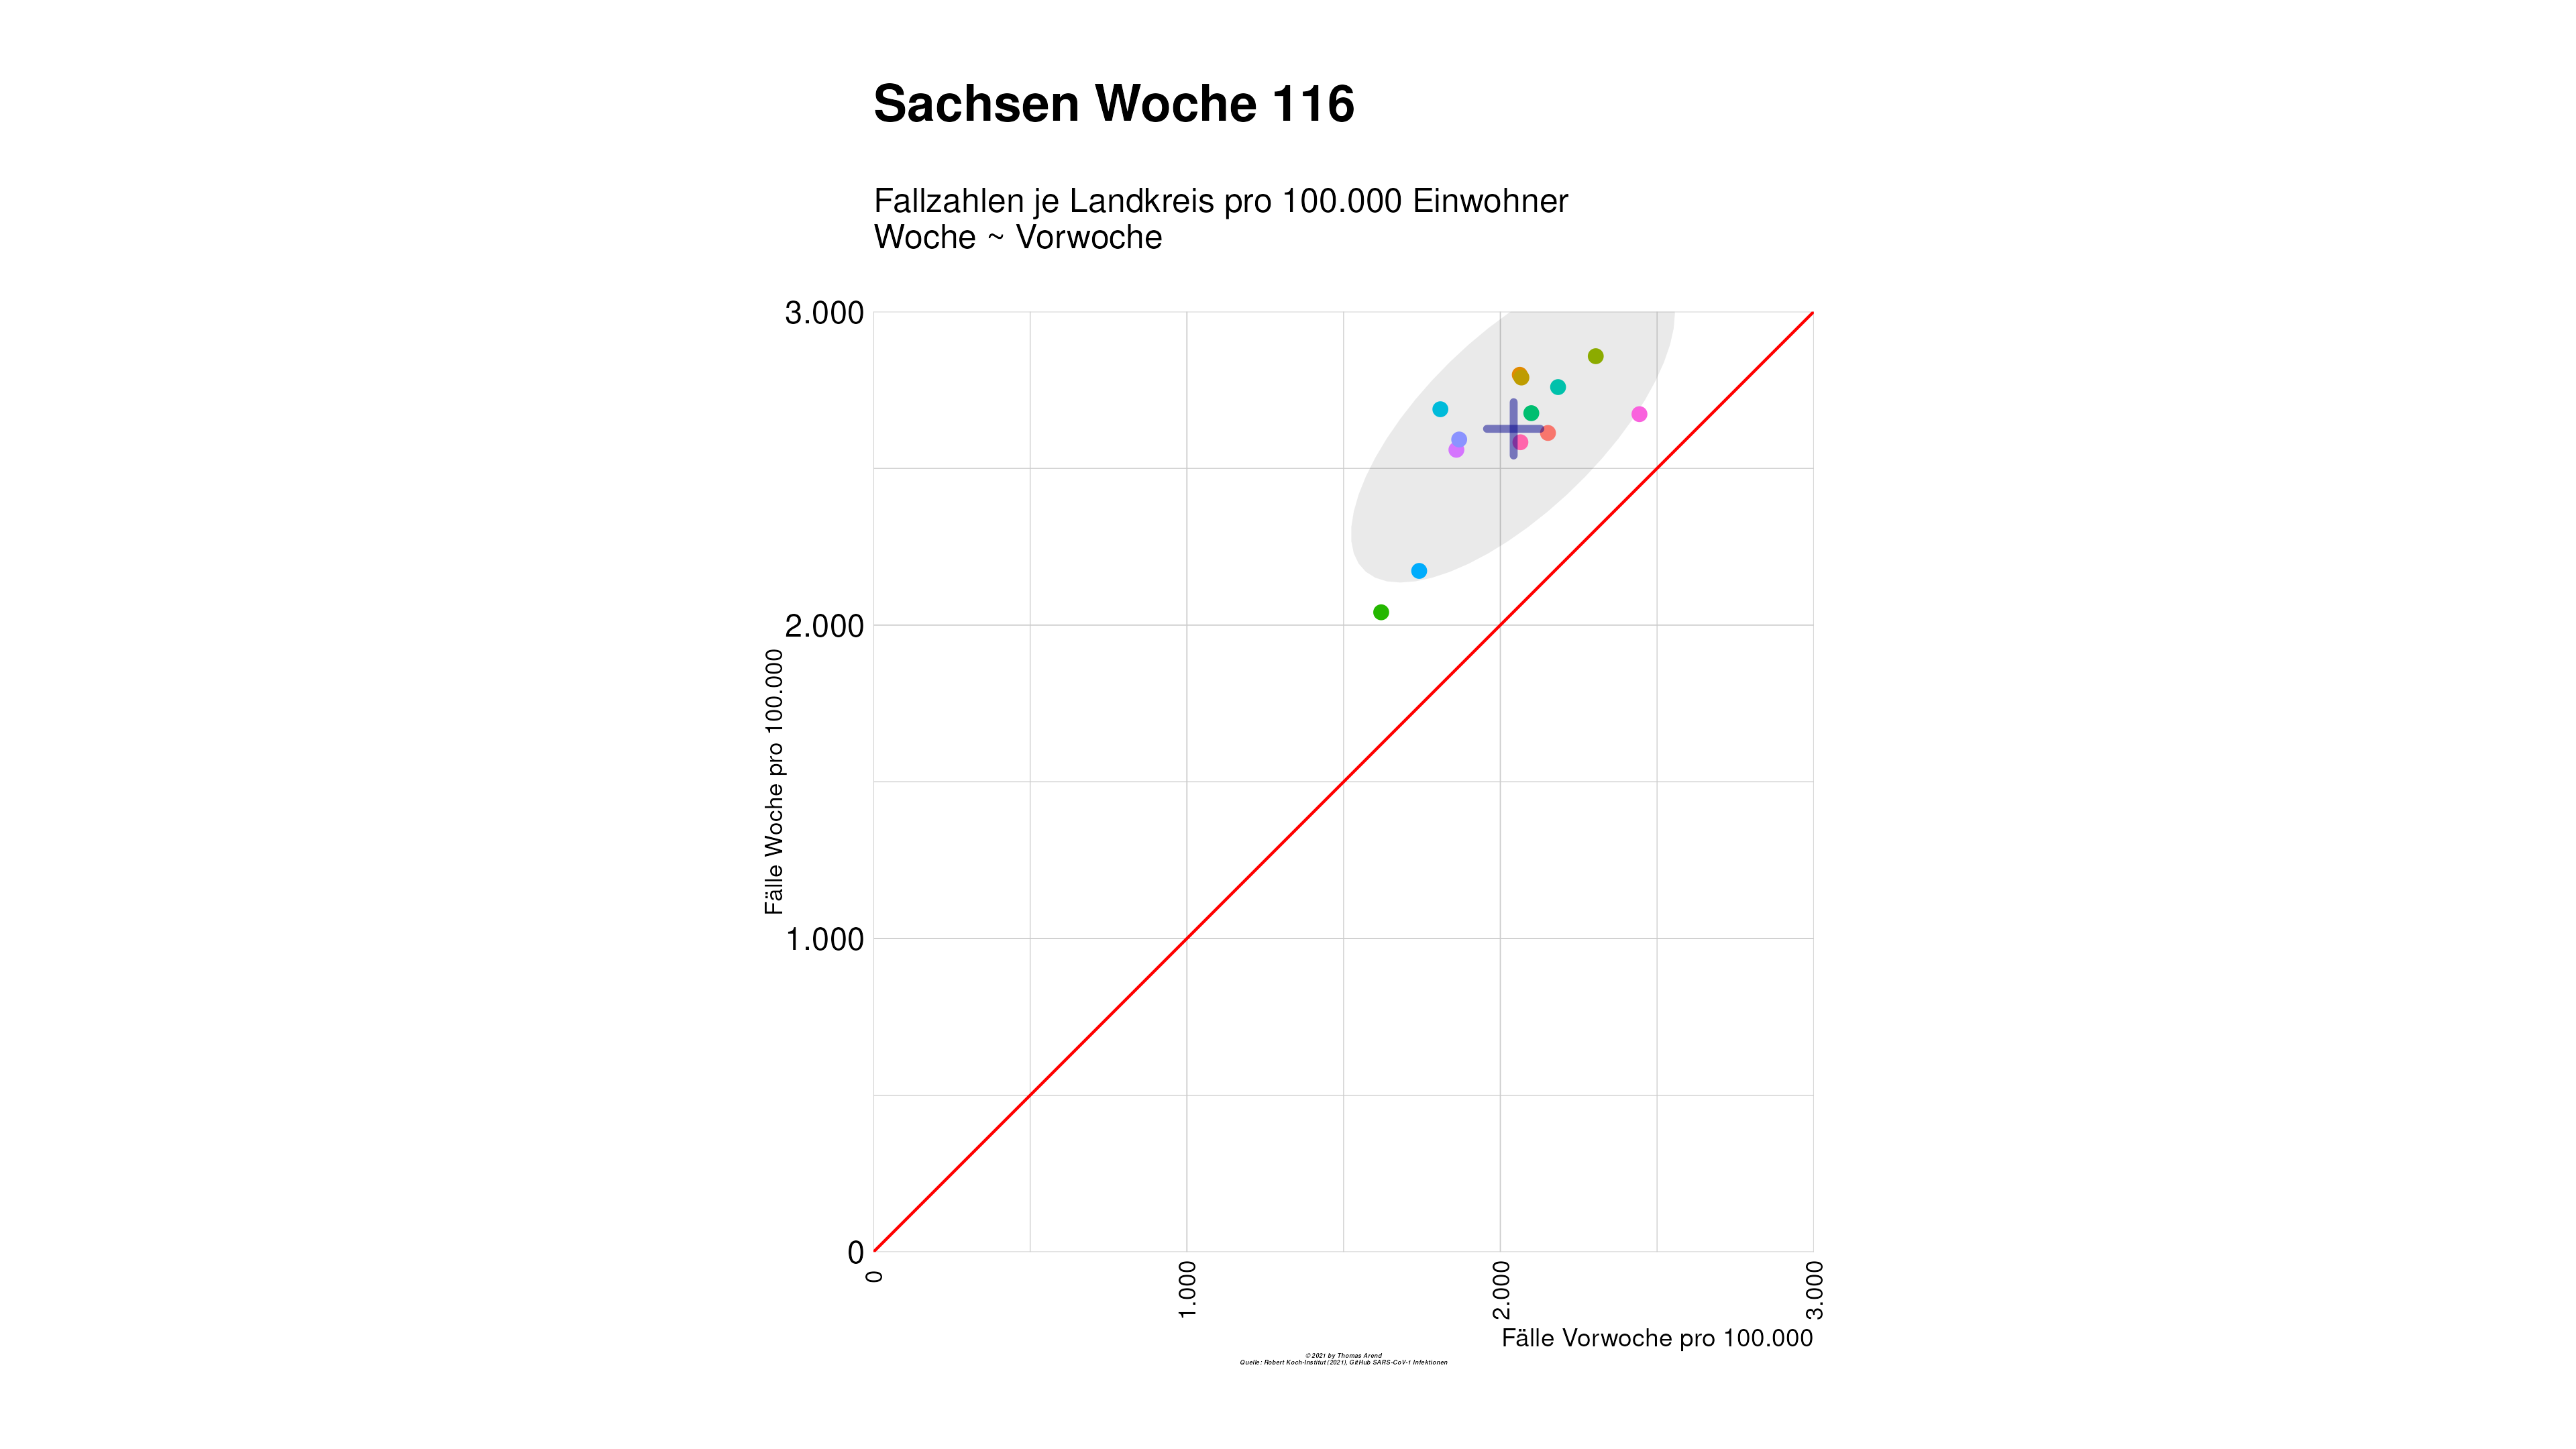 Sachsen Woche 116
Fallzahlen je Landkreis pro 100.000 Einwohner
Woche ~ Vorwoche
3.000
2.000
1.000
0
Fälle Woche pro 100.000
0
1.000
2.000
3.000
Fälle Vorwoche pro 100.000
© 2021 by Thomas Arend
Quelle: Robert Koch-Institut (2021), GitHub SARS-CoV-1 Infektionen